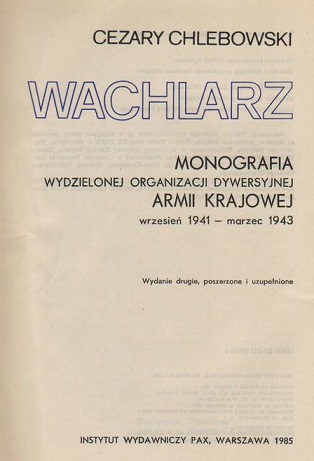 CEZARY CHLEBOWSKI
WACHLARZ
MONOGRAFIA
WYDZIELONEJ ORGANIZACJI DYWERSYJNEJ
ARMII KRAJOWEJ
wrzesień 1941 – marzec 1943
Wydanie drugie, poszerzone i uzupełnione
INSTYTUT WYDAWNICZY PAX, WARSZAWA 1985